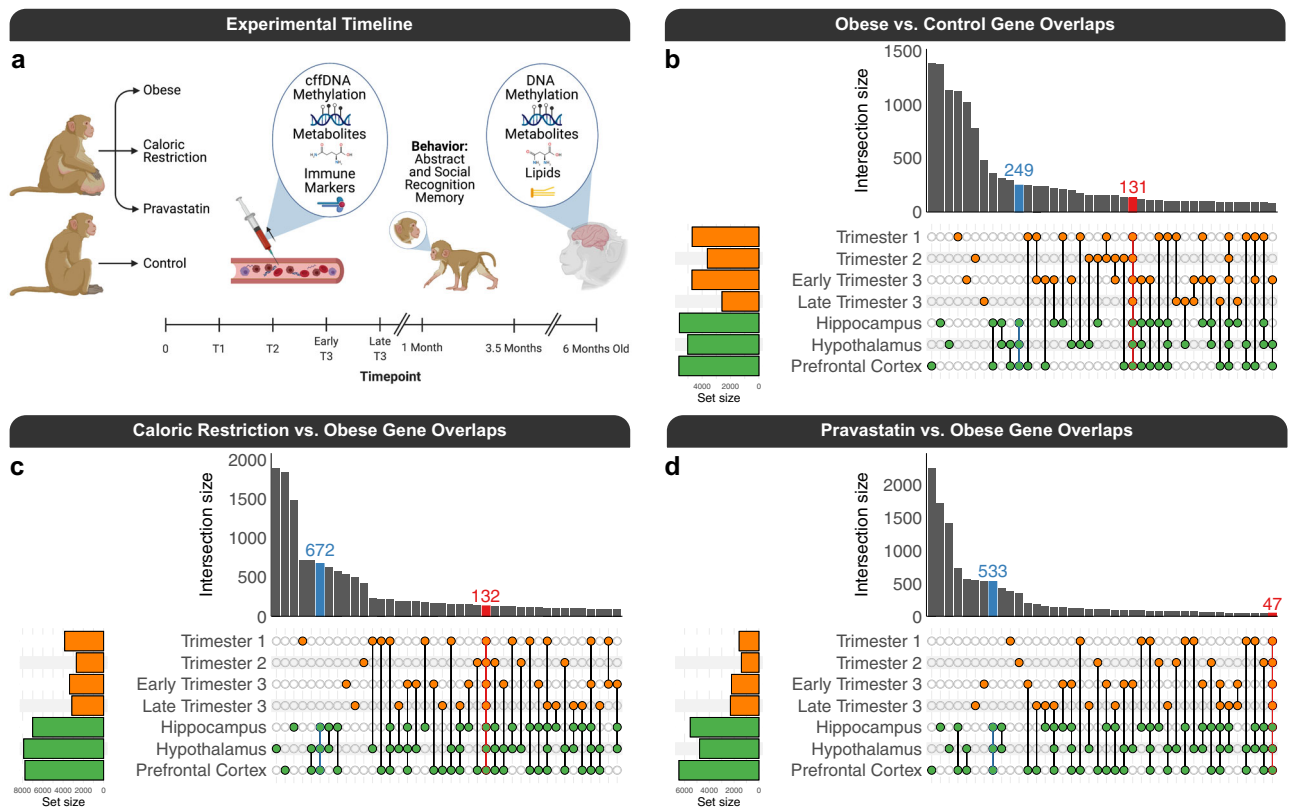 Experimental Timeline
a
Obese
Caloric
Restriction
Pravastatin
Control
cffDNA
Methylation
Metabolites
Immune
Markers
Behavior:
Abstract
and Social
Recognition
Memory
DNA
Methylation
Metabolites
Lipids
0
T1
T2
Early
T3
Late
T3
1 Month
3.5 Months
6 Months Old
Timepoint
Obese vs. Control Gene Overlaps
b
Intersection size
1500
1000
500
0
249
131
Trimester 1
Trimester 2
Early Trimester 3
Late Trimester 3
Hippocampus
Hypothalamus
Prefrontal Cortex
4000 2000 0
Set size
Caloric Restriction vs. Obese Gene Overlaps
c
Intersection size
2000
1500
1000
500
0
672
132
Trimester 1
Trimester 2
Early Trimester 3
Late Trimester 3
Hippocampus
Hypothalamus
Prefrontal Cortex
8000 6000 4000 2000 0
Set size
Pravastatin vs. Obese Gene Overlaps
d
Intersection size
2000
1500
1000
500
0
533
47
Trimester 1
Trimester 2
Early Trimester 3
Late Trimester 3
Hippocampus
Hypothalamus
Prefrontal Cortex
6000 4000 2000 0
Set size